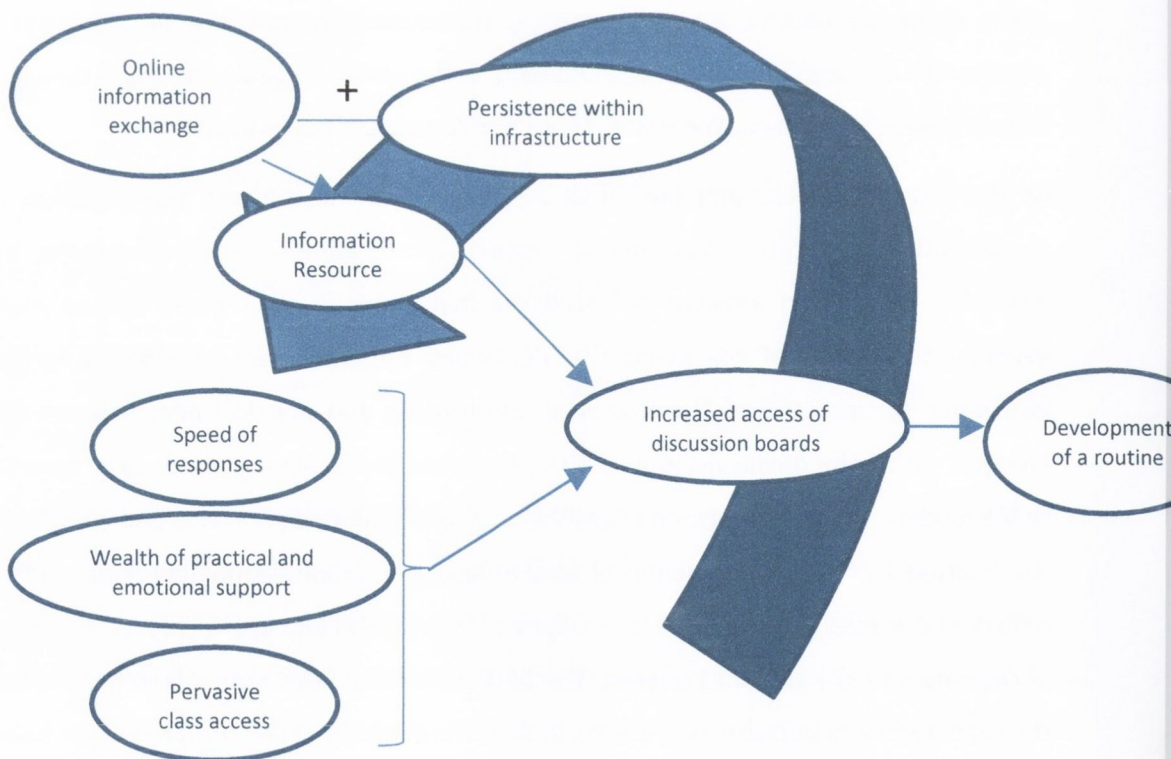 Online
information
exchange
+
Persistence within
infrastructure
Information
Resource
Speed of
responses
Wealth of practical and
emotional support
Pervasive
class access
Increased access of
discussion boards
Development
of a routine